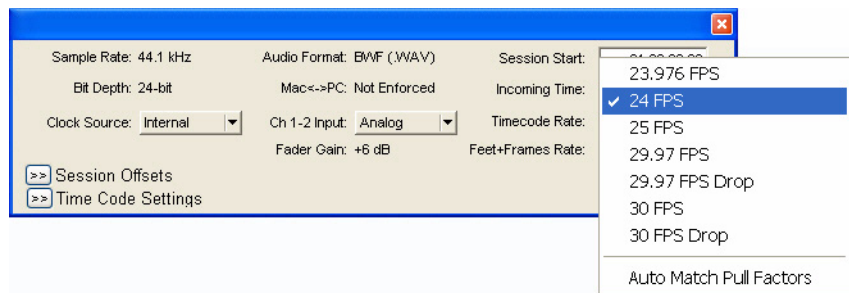 Sample Rate: 44.1 kHz
Audio Format: BWF (.WAV)
Session Start:
Bit Depth: 24-bit
Mac<->PC: Not Enforced
Incoming Time:
Clock Source: Internal
Ch 1-2 Input: Analog
Timecode Rate:
Fader Gain: +6 dB
Feet+Frames Rate:
>> Session Offsets
>> Time Code Settings
23.976 FPS
✓ 24 FPS
25 FPS
29.97 FPS
29.97 FPS Drop
30 FPS
30 FPS Drop
Auto Match Pull Factors